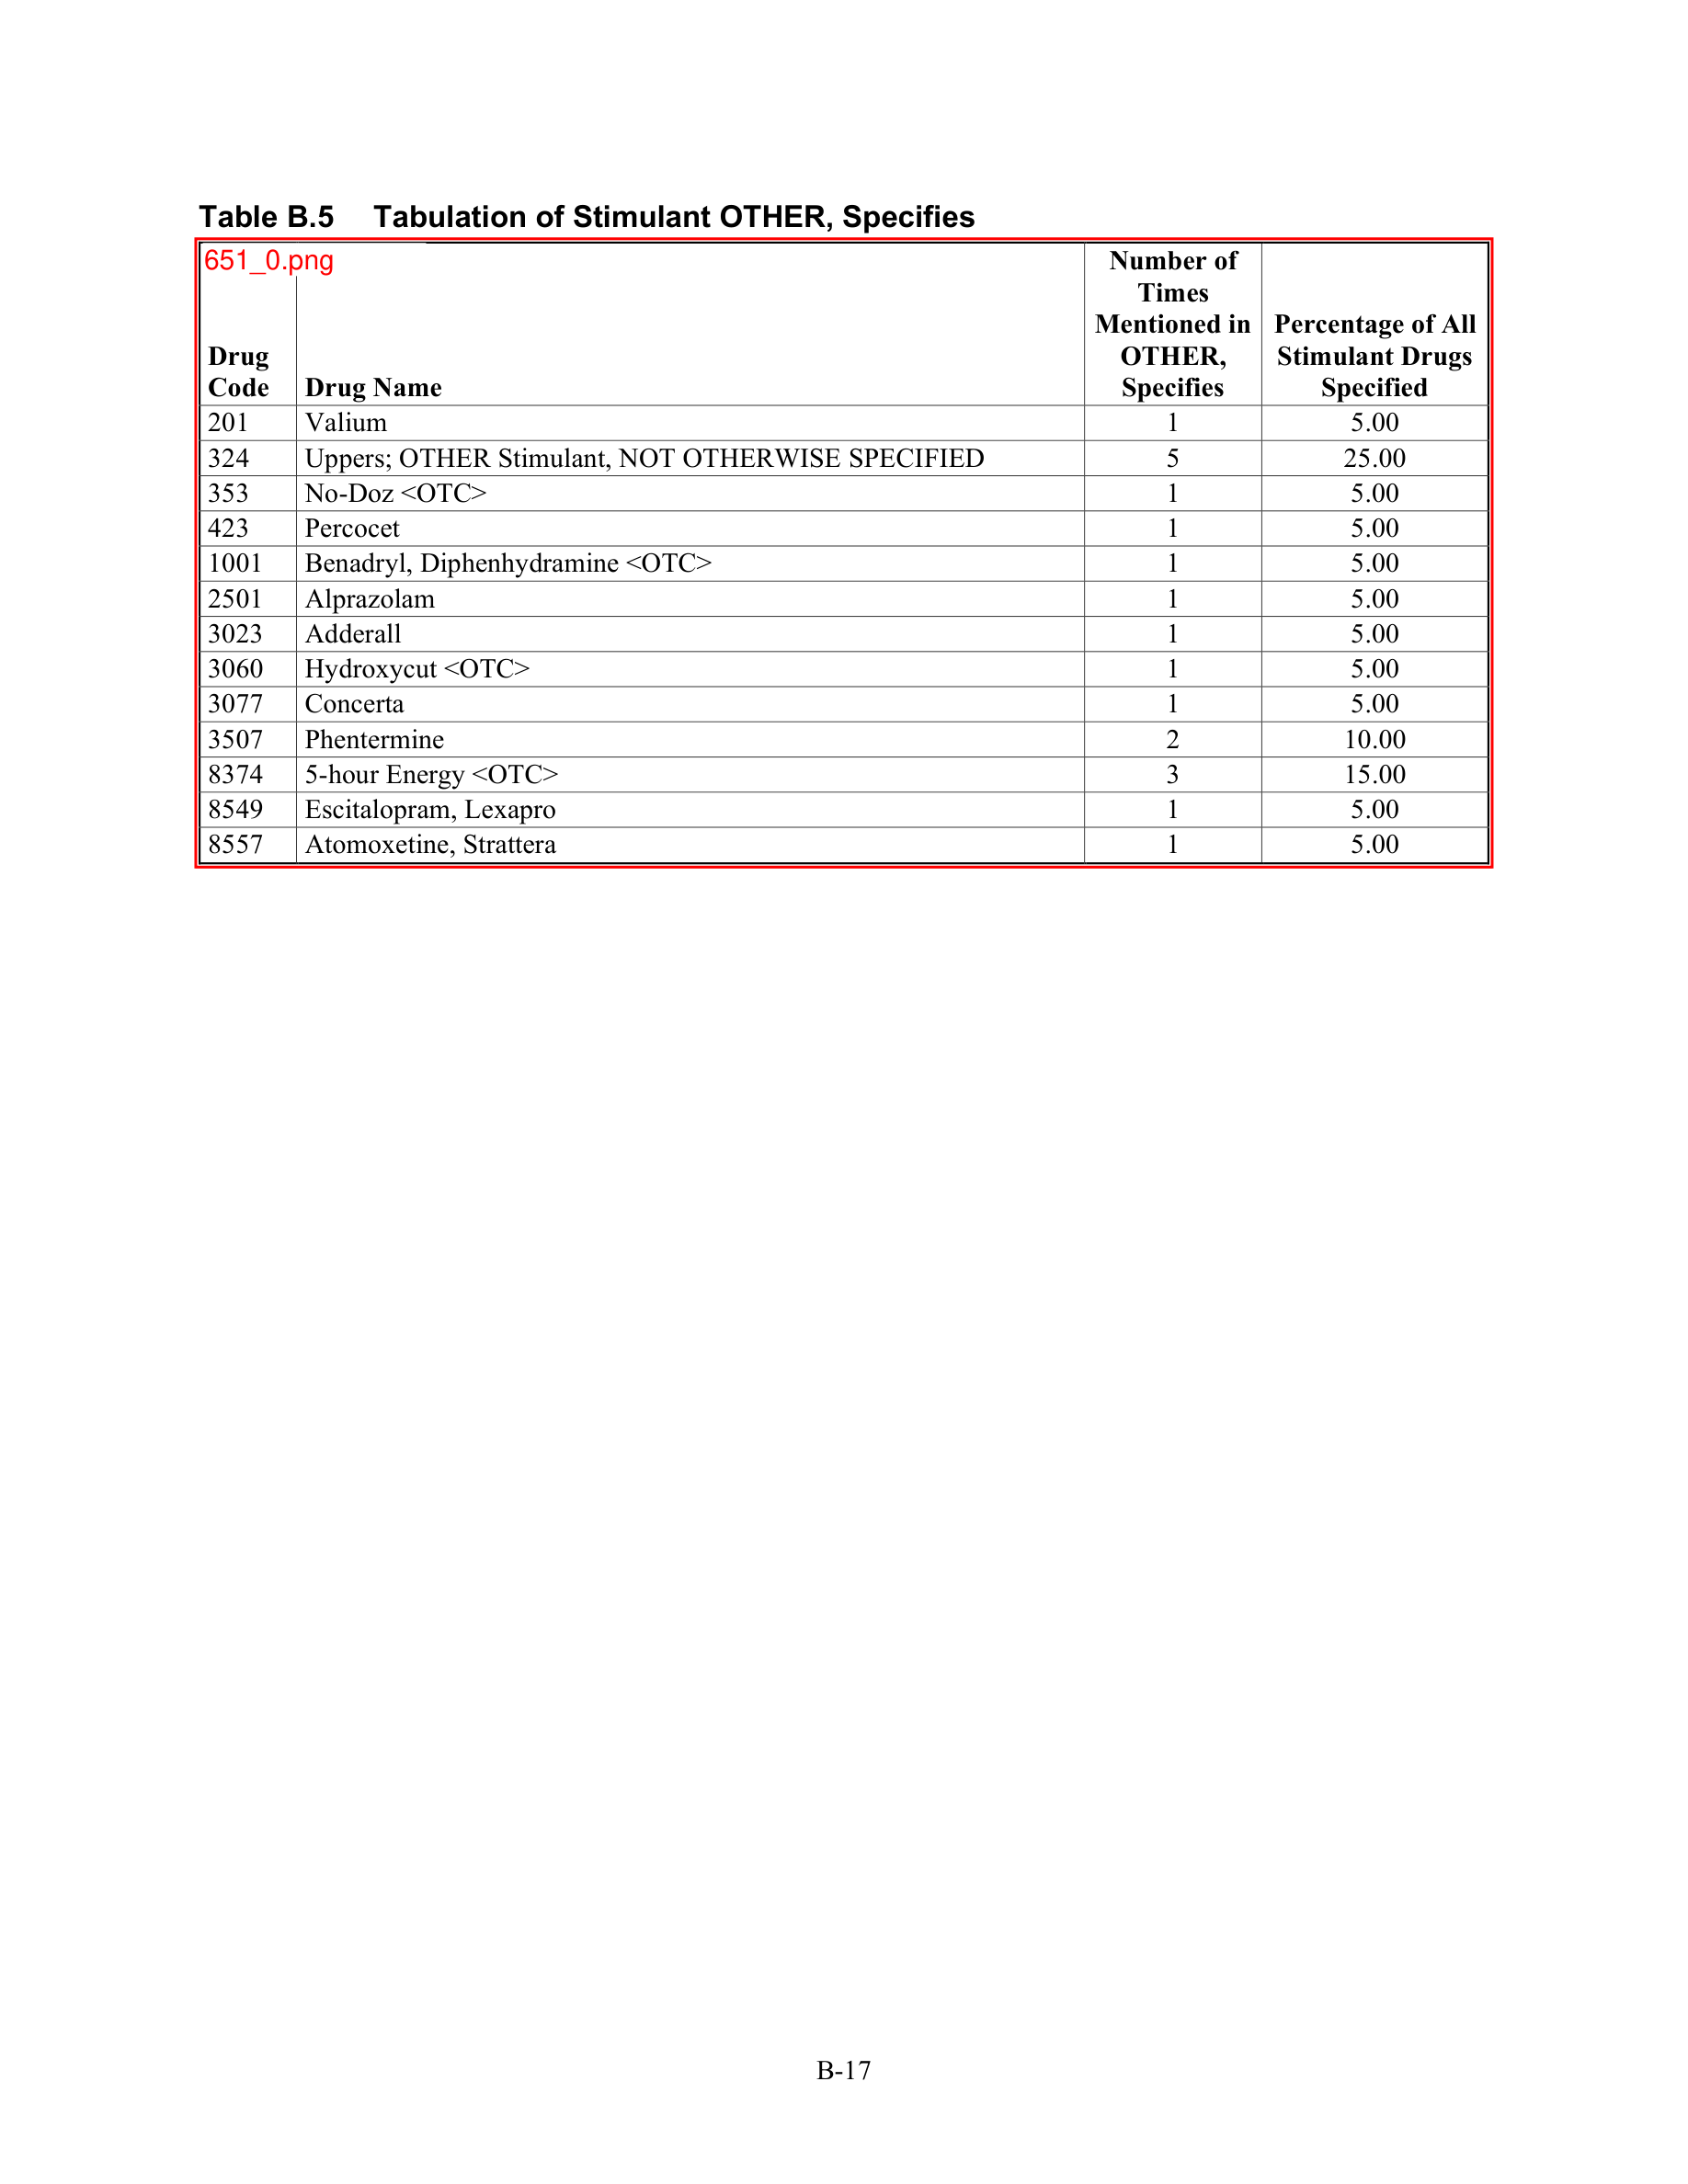 Table B.5 Tabulation of Stimulant OTHER, Specifies
651_0.png
Drug
Code
Drug Name
Number of
Times
Mentioned in
OTHER,
Specifies
Percentage of All
Stimulant Drugs
Specified
201 Valium 1 5.00
324 Uppers; OTHER Stimulant, NOT OTHERWISE SPECIFIED 5 25.00
353 No-Doz <OTC> 1 5.00
423 Percocet 1 5.00
1001 Benadryl, Diphenhydramine <OTC> 1 5.00
2501 Alprazolam 1 5.00
3023 Adderall 1 5.00
3060 Hydroxycut <OTC> 1 5.00
3077 Concerta 1 5.00
3507 Phentermine 2 10.00
8374 5-hour Energy <OTC> 3 15.00
8549 Escitalopram, Lexapro 1 5.00
8557 Atomoxetine, Strattera 1 5.00
B-17